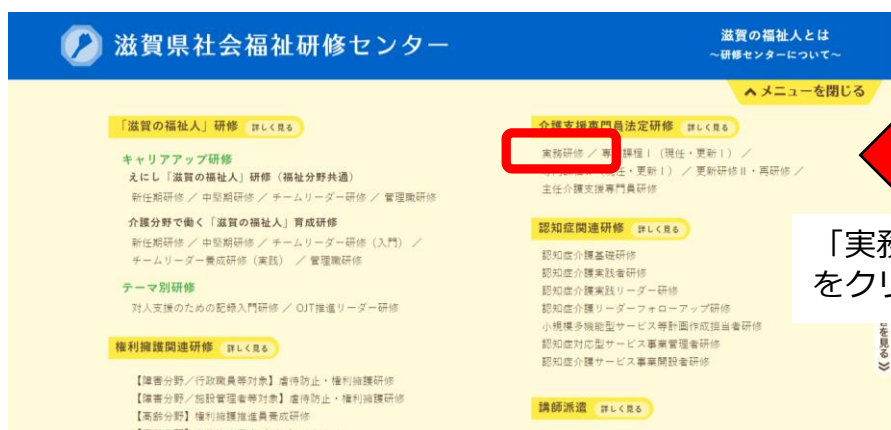 滋賀県社会福祉研修センター
滋賀の福祉人とは
～研修センターについて～
メニューを閉じる
「滋賀の福祉人」研修 詳しく見る
キャリアアップ研修
えにし「滋賀の福祉人」研修（福祉分野共通）
新任期研修 ／ 中堅期研修 ／ チームリーダー研修 ／ 管理職研修
介護分野で働く「滋賀の福祉人」育成研修
新任期研修 ／ 中堅期研修 ／ チームリーダー研修（入門） ／
チームリーダー養成研修（実践） ／ 管理職研修
テーマ別研修
対人支援のための記録入門研修 ／ OJT推進リーダー研修
権利擁護関連研修 詳しく見る
【障害分野／行政職員等対象】虐待防止・権利擁護研修
【障害分野／施設管理者等対象】虐待防止・権利擁護研修
【高齢分野】権利擁護推進員養成研修
介護支援専門員法定研修 詳しく見る
実務研修 ／ 専 課程Ⅰ（現任・更新Ⅰ） ／
（現任・更新Ⅰ） ／ 更新研修Ⅱ・再研修 ／
主任介護支援専門員研修
認知症関連研修 詳しく見る
認知症介護基礎研修
認知症介護実践者研修
認知症介護実践リーダー研修
認知症介護リーダーフォローアップ研修
小規模多機能型サービス等計画作成担当者研修
認知症対応型サービス事業管理者研修
認知症介護サービス事業開設者研修
講師派遣 詳しく見る
「実務
をクリ
を見る